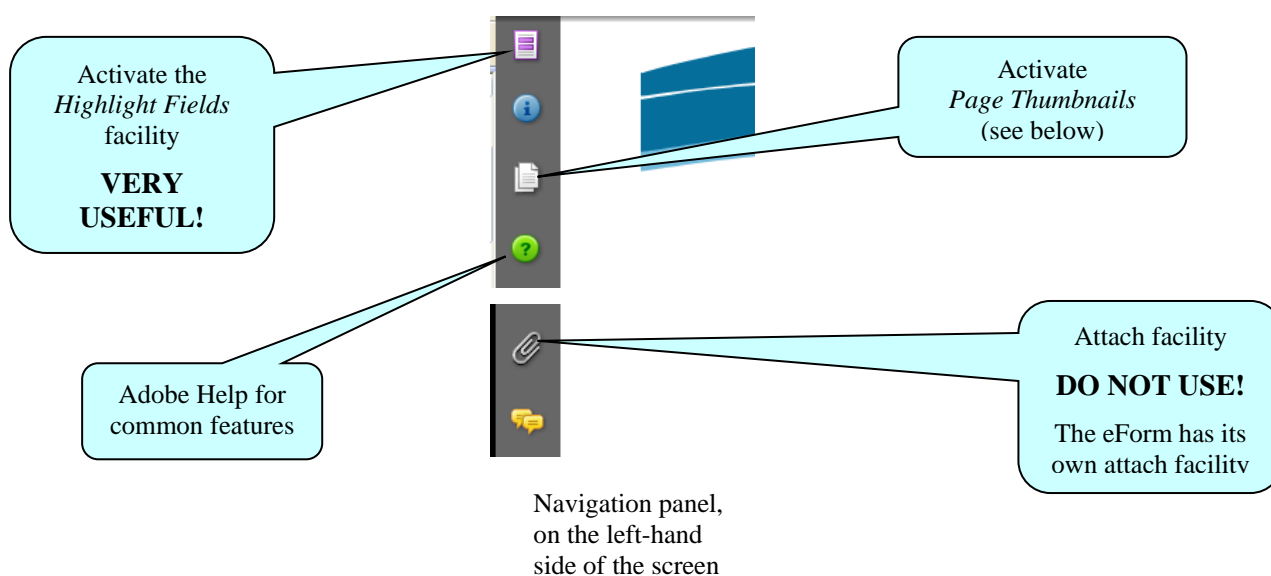 Activate the
Highlight Fields
facility
VERY
USEFUL!
Activate
Page Thumbnails
(see below)
Adobe Help for
common features
Attach facility
DO NOT USE!
The eForm has its
own attach facility
Navigation panel,
on the left-hand
side of the screen